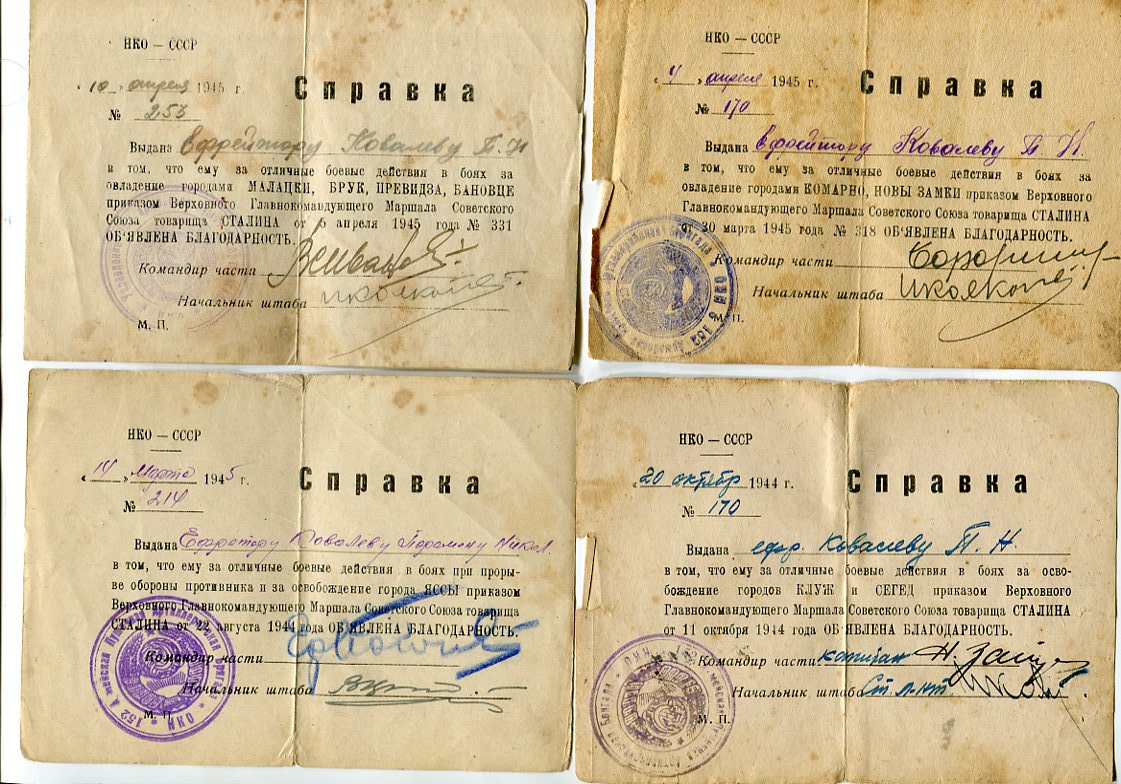 НКО — СССР
„10„ апреля 1945 г.
Справка
№ 253
Выдана ефрейтору Ковалеву П. Н
в том, что ему за отличные боевые действия в боях за
овладение городами МАЛАЦКИ, БРУК, ПРЕВИДЗА, БАНОВЦЕ
приказом Верховного Главнокомандующего Маршала Советского
Союза товарища СТАЛИНА от 5 апреля 1945 года № 331
ОБ‘ЯВЛЕНА БЛАГОДАРНОСТЬ.
Командир части
Начальник штаба
М. П.
НКО — СССР
„4„ апреля 1945 г.
Справка
№ 170
Выдана ефрейтору Ковалеву П Н.
в том, что ему за отличные боевые действия в боях за
овладение городами КОМАРНО, НОВЫ ЗАМКИ приказом Верховного
Главнокомандующего Маршала Советского Союза товарища СТАЛИНА
от 30 марта 1945 года № 318 ОБ‘ЯВЛЕНА БЛАГОДАРНОСТЬ.
Командир части
Начальник штаба
М. П.
НКО — СССР
„14„ марта 1945 г.
Справка
№ 214
Выдана Ефрейтору Ковалеву
в том, что ему за отличные боевые действия в боях при проры-
ве обороны противника и за освобождение города ЯССЫ приказом
Верховного Главнокомандующего Маршала Советского Союза товарища
СТАЛИНА от 22 августа 1944 года ОБ‘ЯВЛЕНА БЛАГОДАРНОСТЬ.
Командир части
Начальник штаба
М. П.
НКО — СССР
„20 октябр 1944 г.
Справка
№ 170
Выдана ефр. Ковалеву П. Н.
в том, что ему за отличные боевые действия в боях за осво-
бождение городов КЛУЖ и СЕГЕД приказом Верховного
Главнокомандующего Маршала Советского Союза товарища СТАЛИНА
от 11 октября 1944 года ОБ‘ЯВЛЕНА БЛАГОДАРНОСТЬ.
Командир части капитан
Начальник штаба Ст. л-нт.
М. П.